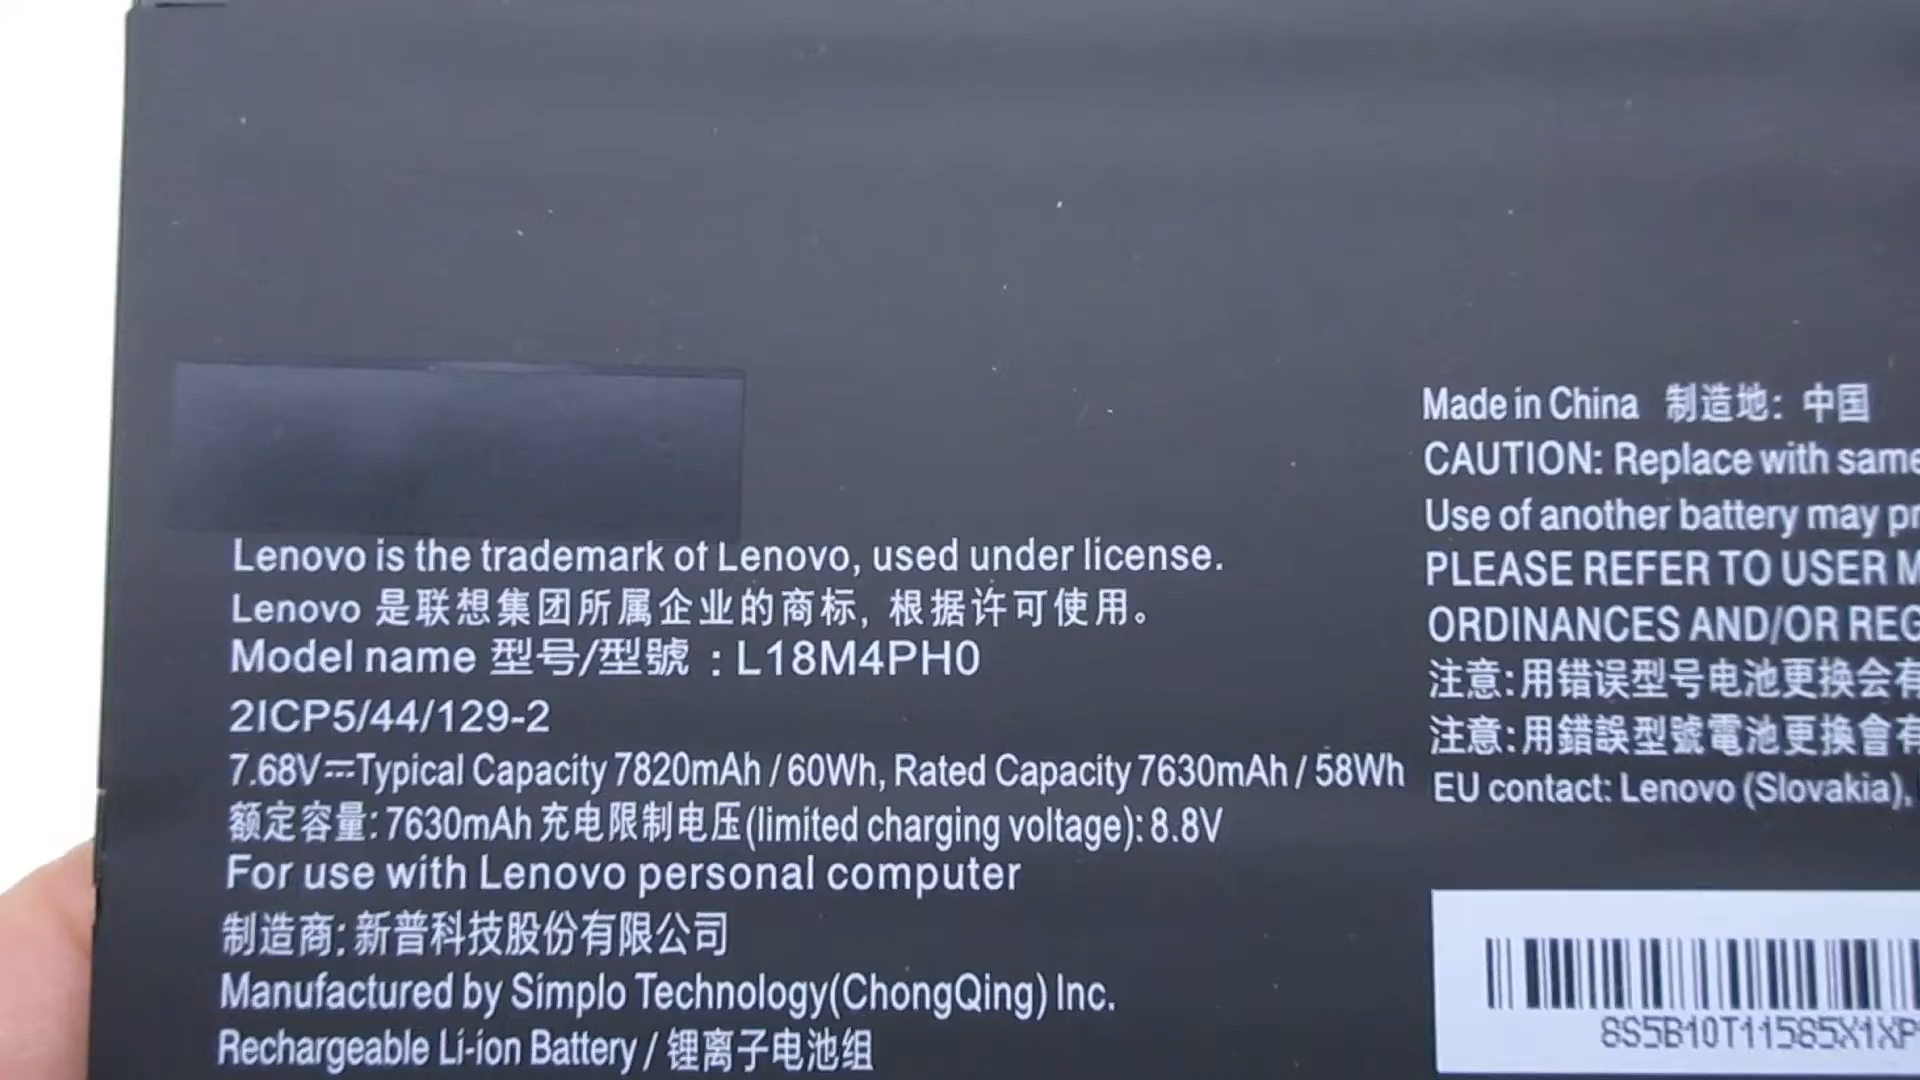 Lenovo is the trademark of Lenovo, used under license.
Lenovo 是联想集团所属企业的商标, 根据许可使用。
Model name 型号/型號 : L18M4PH0
2ICP5/44/129-2
7.68V⎓Typical Capacity 7820mAh / 60Wh, Rated Capacity 7630mAh / 58Wh
额定容量: 7630mAh 充电限制电压(limited charging voltage): 8.8V
For use with Lenovo personal computer
制造商: 新普科技股份有限公司
Manufactured by Simplo Technology(ChongQing) Inc.
Rechargeable Li-ion Battery / 锂离子电池组
Made in China 制造地: 中国
CAUTION: Replace with same
Use of another battery may
PLEASE REFER TO USER
ORDINANCES AND/OR
注意: 用错误型号电池更换会有
注意: 用錯誤型號電池更換會有
EU contact: Lenovo (Slovakia),
8S5B10T11585X1XP